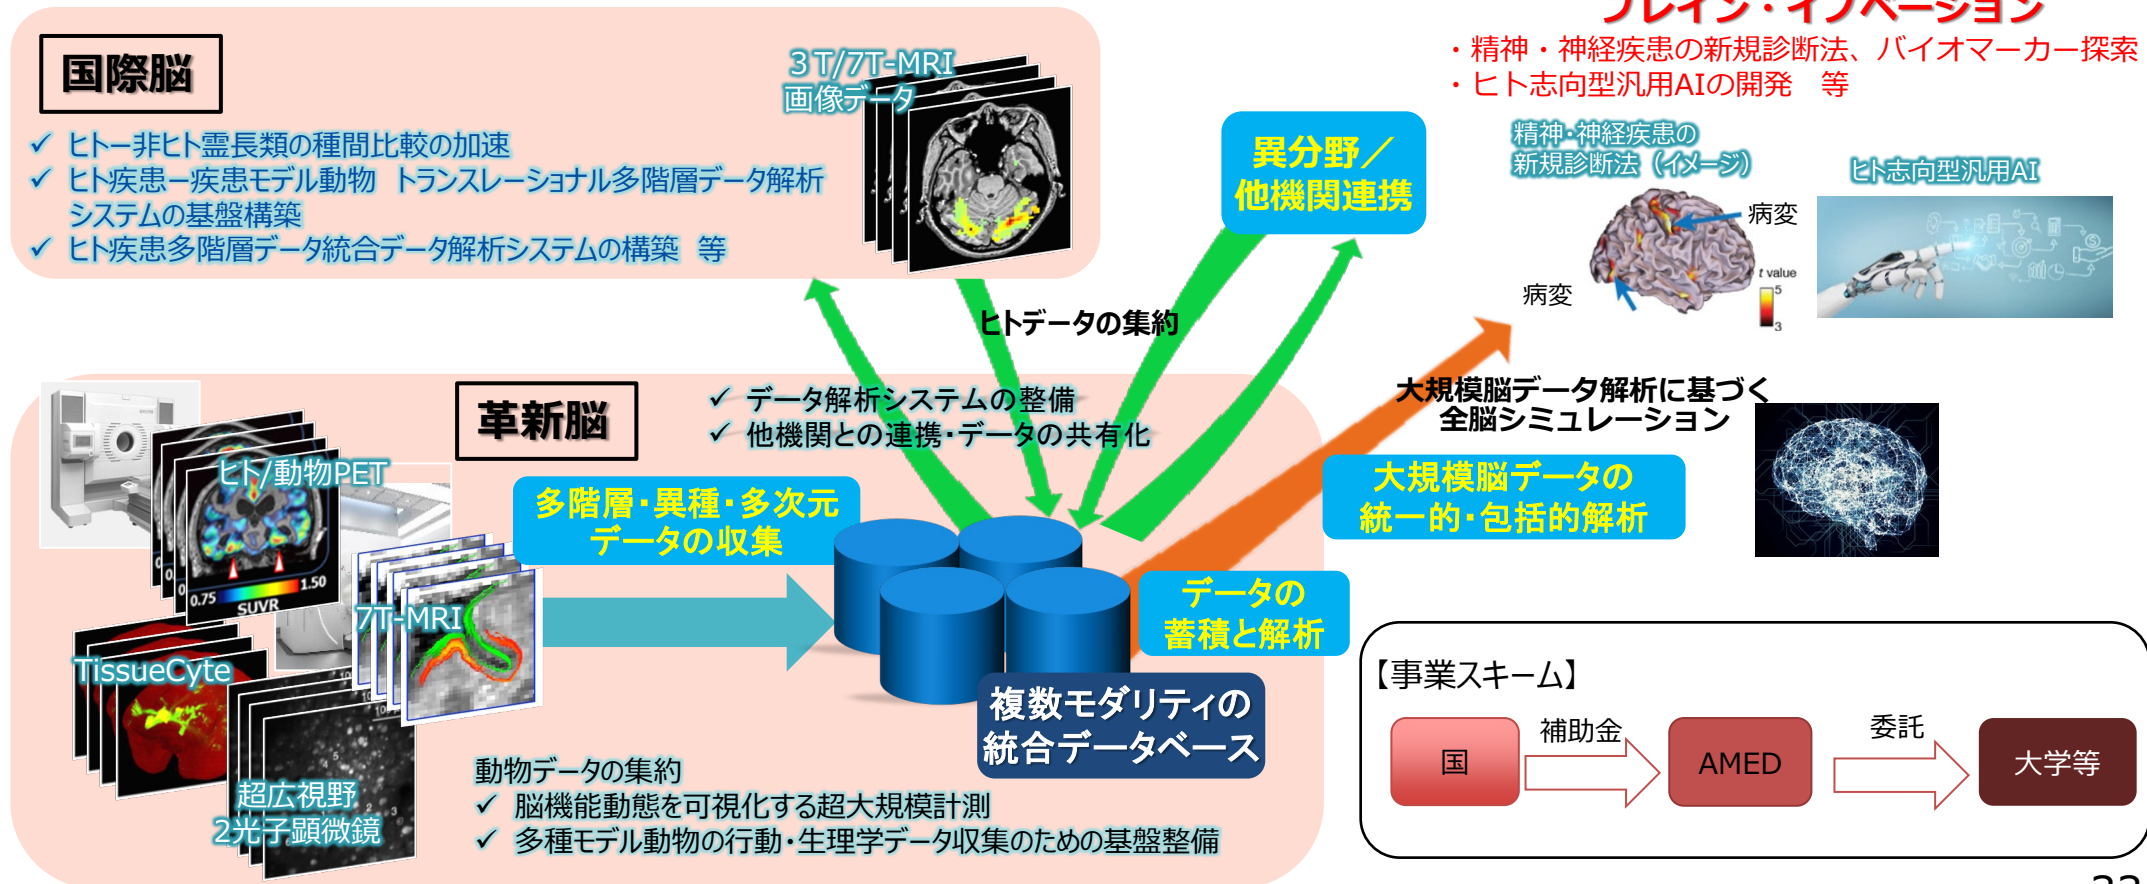 ブレイン・イノベーション
・精神・神経疾患の新規診断法、バイオマーカー探索
・ヒト志向型汎用AIの開発　等
国際脳
3T/7T-MRI
画像データ
✓ ヒトー非ヒト霊長類の種間比較の加速
✓ ヒト疾患ー疾患モデル動物　トランスレーショナル多階層データ解析
システムの基盤構築
✓ ヒト疾患多階層データ統合データ解析システムの構築　等
異分野／
他機関連携
精神・神経疾患の
新規診断法（イメージ）
ヒト志向型汎用AI
病変
病変
t value
5
3
ヒトデータの集約
革新脳
✓ データ解析システムの整備
✓ 他機関との連携・データの共有化
大規模脳データ解析に基づく
全脳シミュレーション
ヒト/動物PET
0.75
1.50
SUVR
多階層・異種・多次元
データの収集
大規模脳データの
統一的・包括的解析
7T-MRI
データの
蓄積と解析
TissueCyte
複数モダリティの
統合データベース
超広視野
2光子顕微鏡
動物データの集約
✓ 脳機能動態を可視化する超大規模計測
✓ 多種モデル動物の行動・生理学データ収集のための基盤整備
【事業スキーム】
国
補助金
AMED
委託
大学等